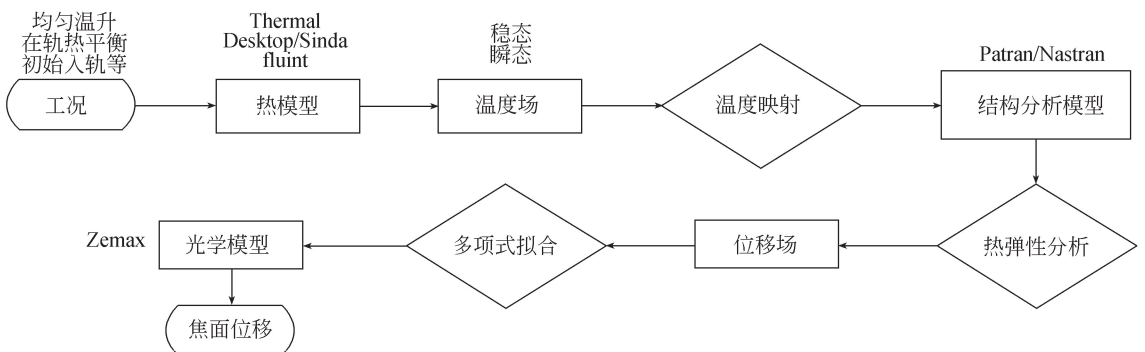 均匀温升
在轨热平衡
初始入轨等
工况
Thermal
Desktop/Sinda
fluint
热模型
稳态
瞬态
温度场
温度映射
Patran/Nastran
结构分析模型
热弹性分析
位移场
多项式拟合
Zemax
光学模型
焦面位移